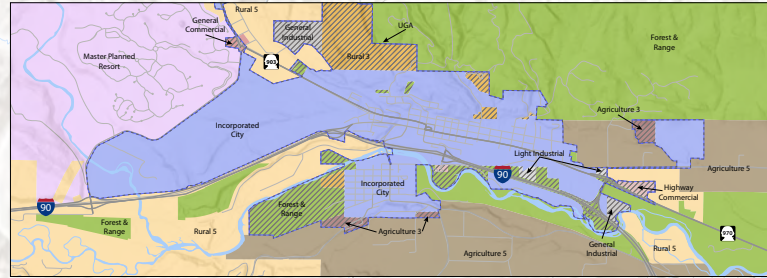 Rural 5
General
Commercial
General
Industrial
UGA
Forest &
Range
Master Planned
Resort
Rural 3
903
Agriculture 3
Incorporated
City
Light Industrial
Agriculture 5
Incorporated
City
90
Highway
Commercial
90
Forest &
Range
Forest &
Range
Rural 5
Agriculture 3
970
General
Industrial
Rural 5
Agriculture 5